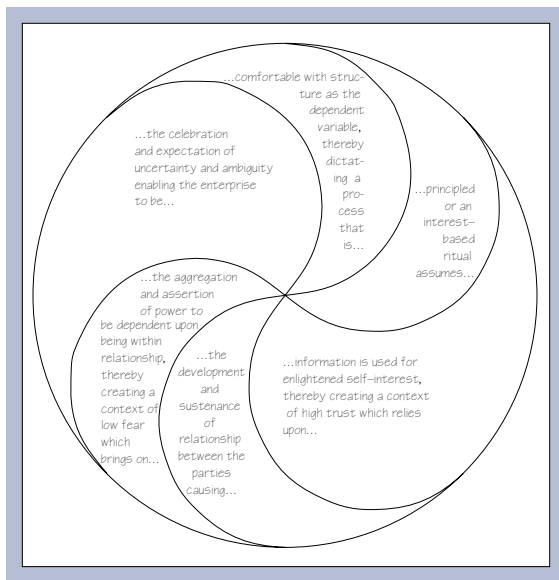 ...comfortable with struc-
ture as the
dependent
variable,
thereby
dictat-
ing a
pro-
cess
that
is...
...principled
or an
interest–
based
ritual
assumes...
...information is used for
enlightened self–interest,
thereby creating a context
of high trust which relies
upon...
...the
development
and
sustenance
of
relationship
between the
parties
causing...
...the aggregation
and assertion
of power to
be dependent upon
being within
relationship,
thereby
creating a
context of
low fear
which
brings on...
...the celebration
and expectation of
uncertainty and ambiguity
enabling the enterprise
to be...